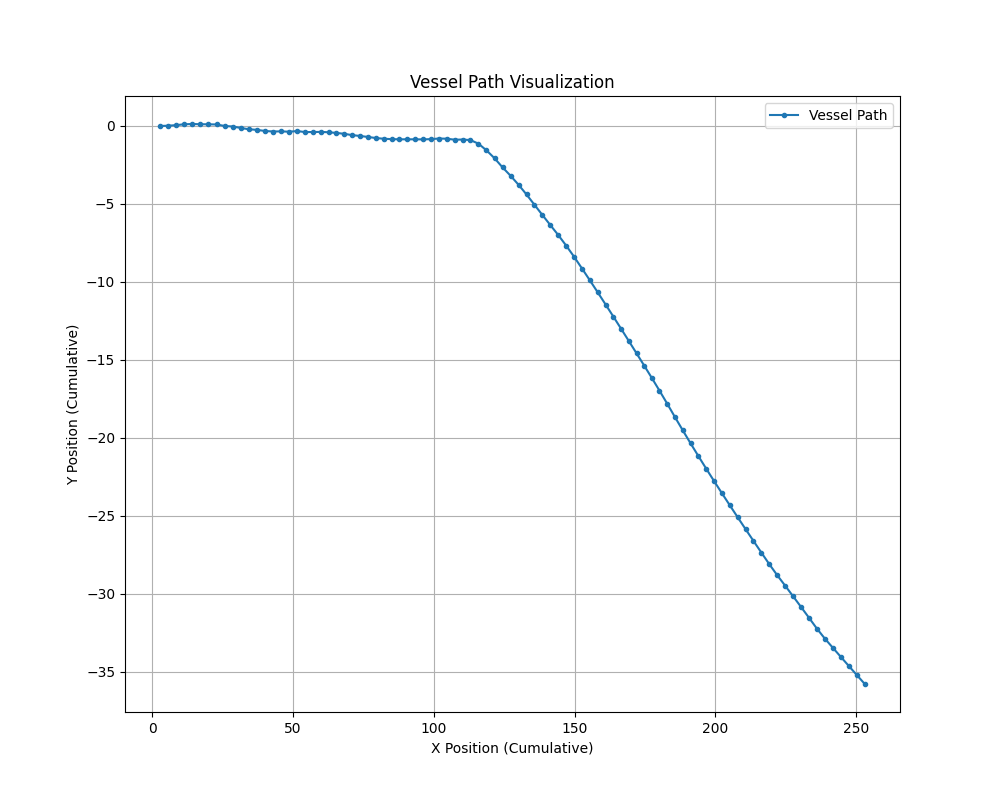 Vessel Path Visualization
Vessel Path
Y Position (Cumulative)
0
−5
−10
−15
−20
−25
−30
−35
0 50 100 150 200 250
X Position (Cumulative)